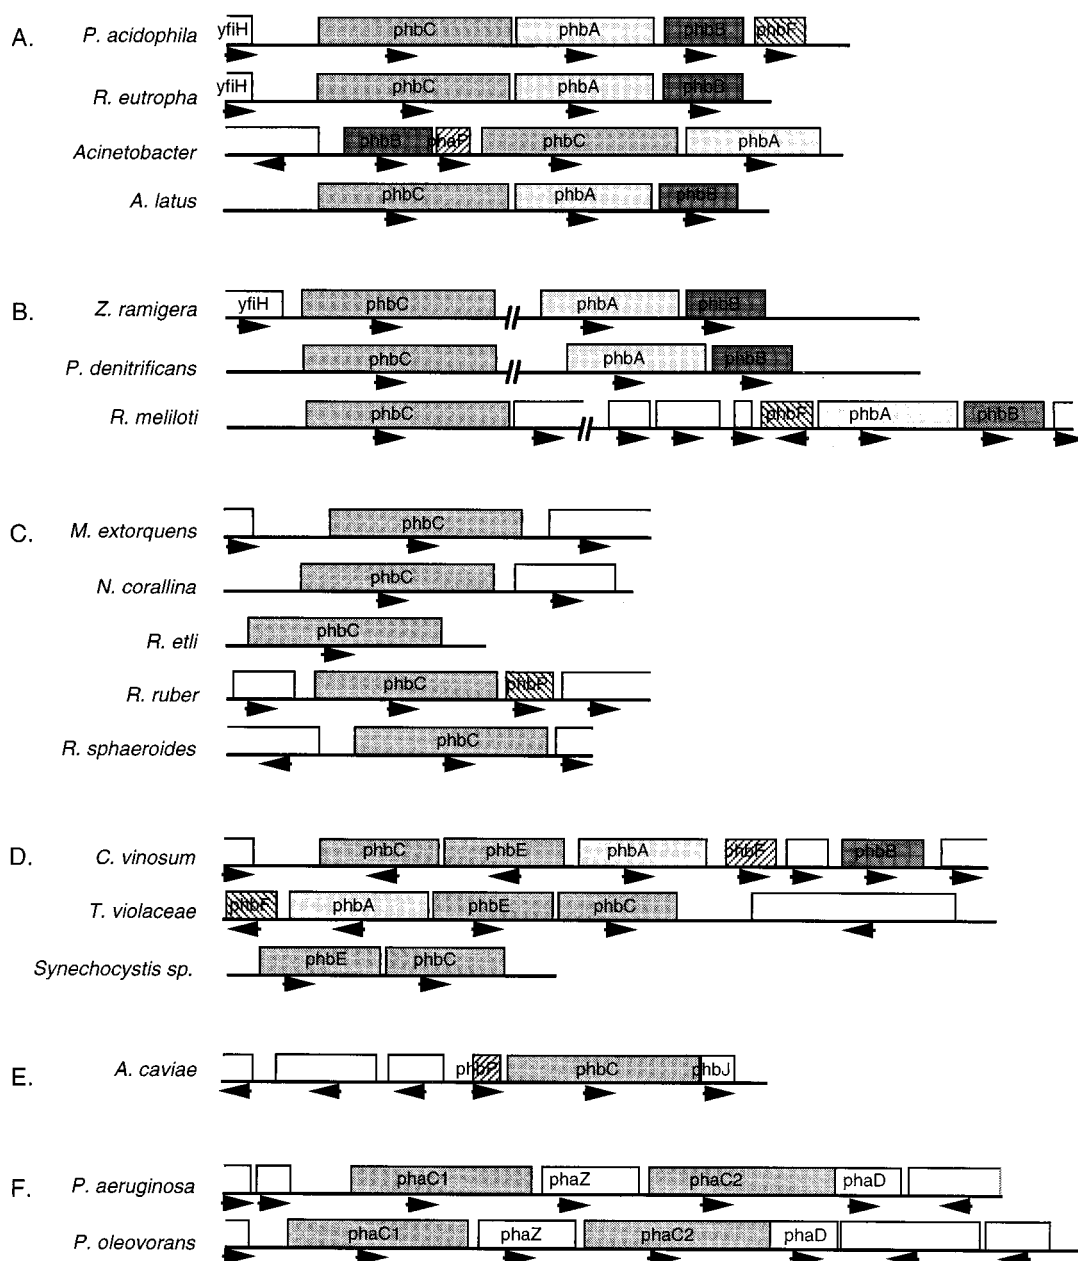 A. P. acidophila yfiH phbC phbA phbB phbF
R. eutropha yfiH phbC phbA phbB
Acinetobacter phbB phaP phbC phbA
A. latus phbC phbA phbB
B. Z. ramigera yfiH phbC // phbA phbB
P. denitrificans phbC // phbA phbB
R. meliloti phbC // phbF phbA phbB
C. M. extorquens phbC
N. corallina phbC
R. etli phbC
R. ruber phbC phbP
R. sphaeroides phbC
D. C. vinosum phbC phbE phbA phbF phbB
T. violaceae phbF phbA phbE phbC
Synechocystis sp. phbE phbC
E. A. caviae phbP phbC phbJ
F. P. aeruginosa phaC1 phaZ phaC2 phaD
P. oleovorans phaC1 phaZ phaC2 phaD